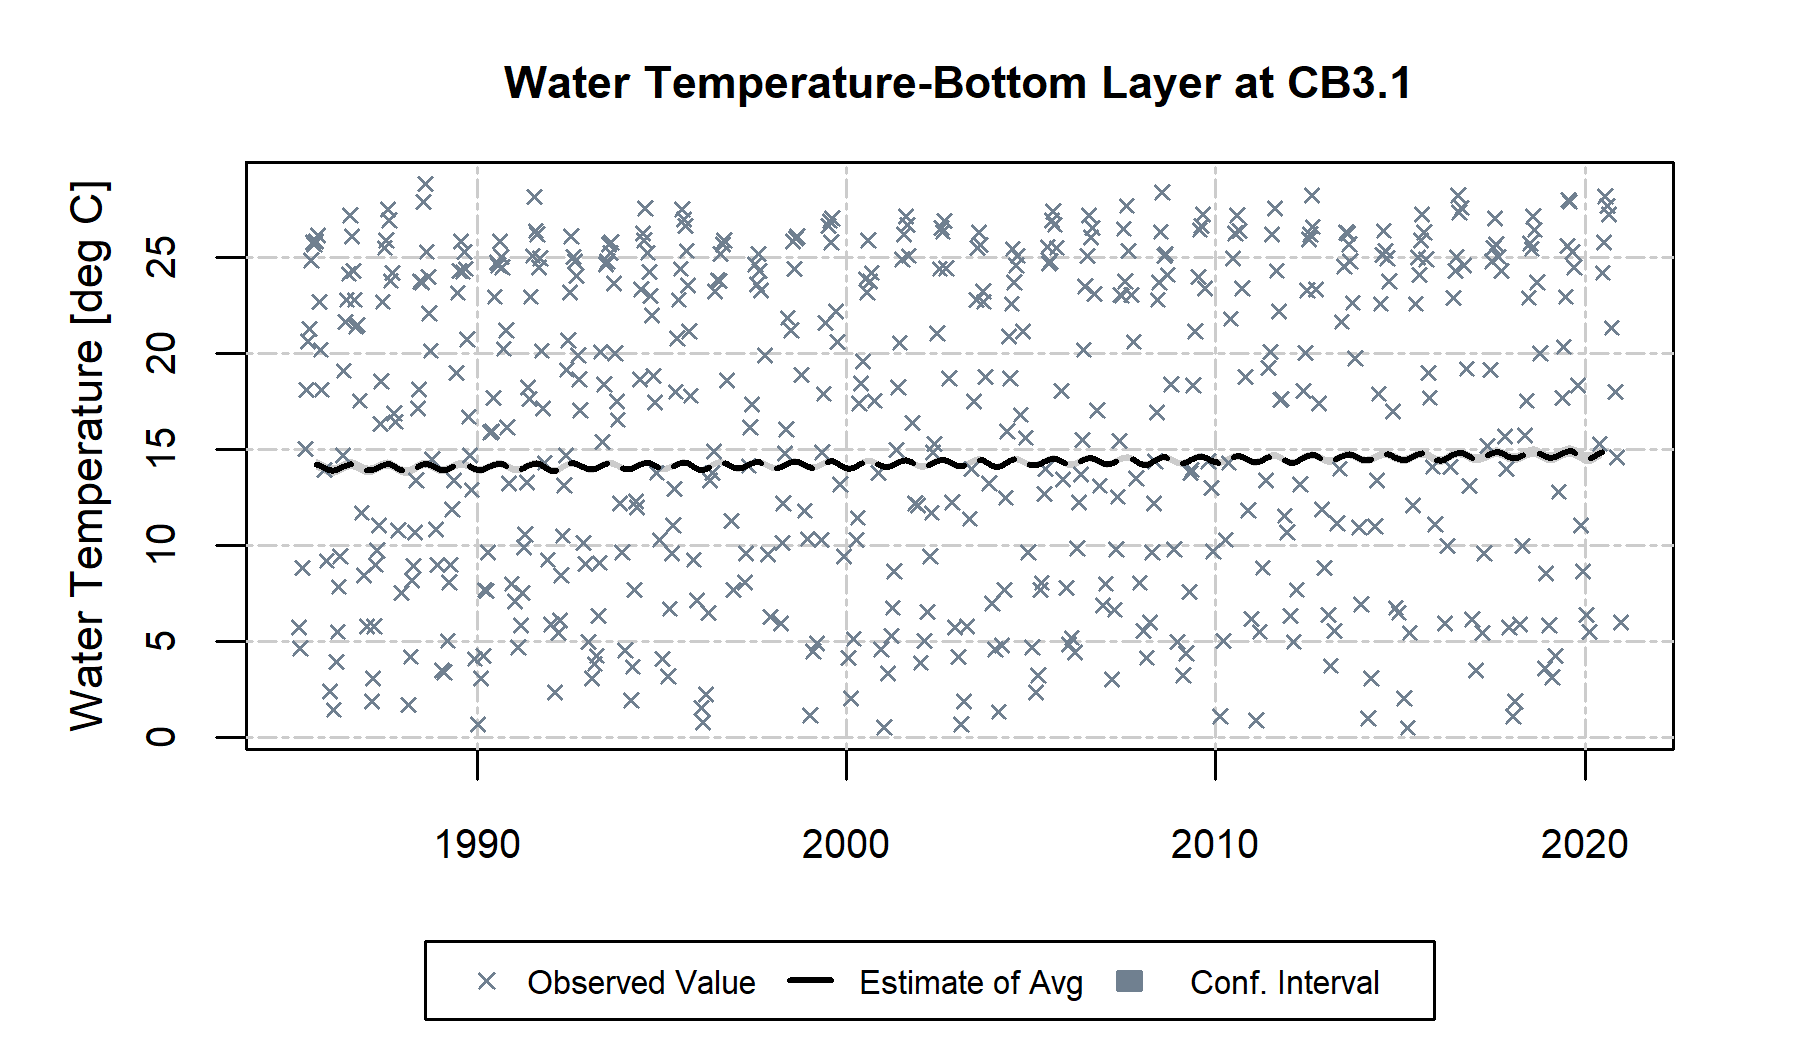 Water Temperature-Bottom Layer at CB3.1
Water Temperature [deg C]
25
20
15
10
5
0
1990 2000 2010 2020
Observed Value Estimate of Avg Conf. Interval